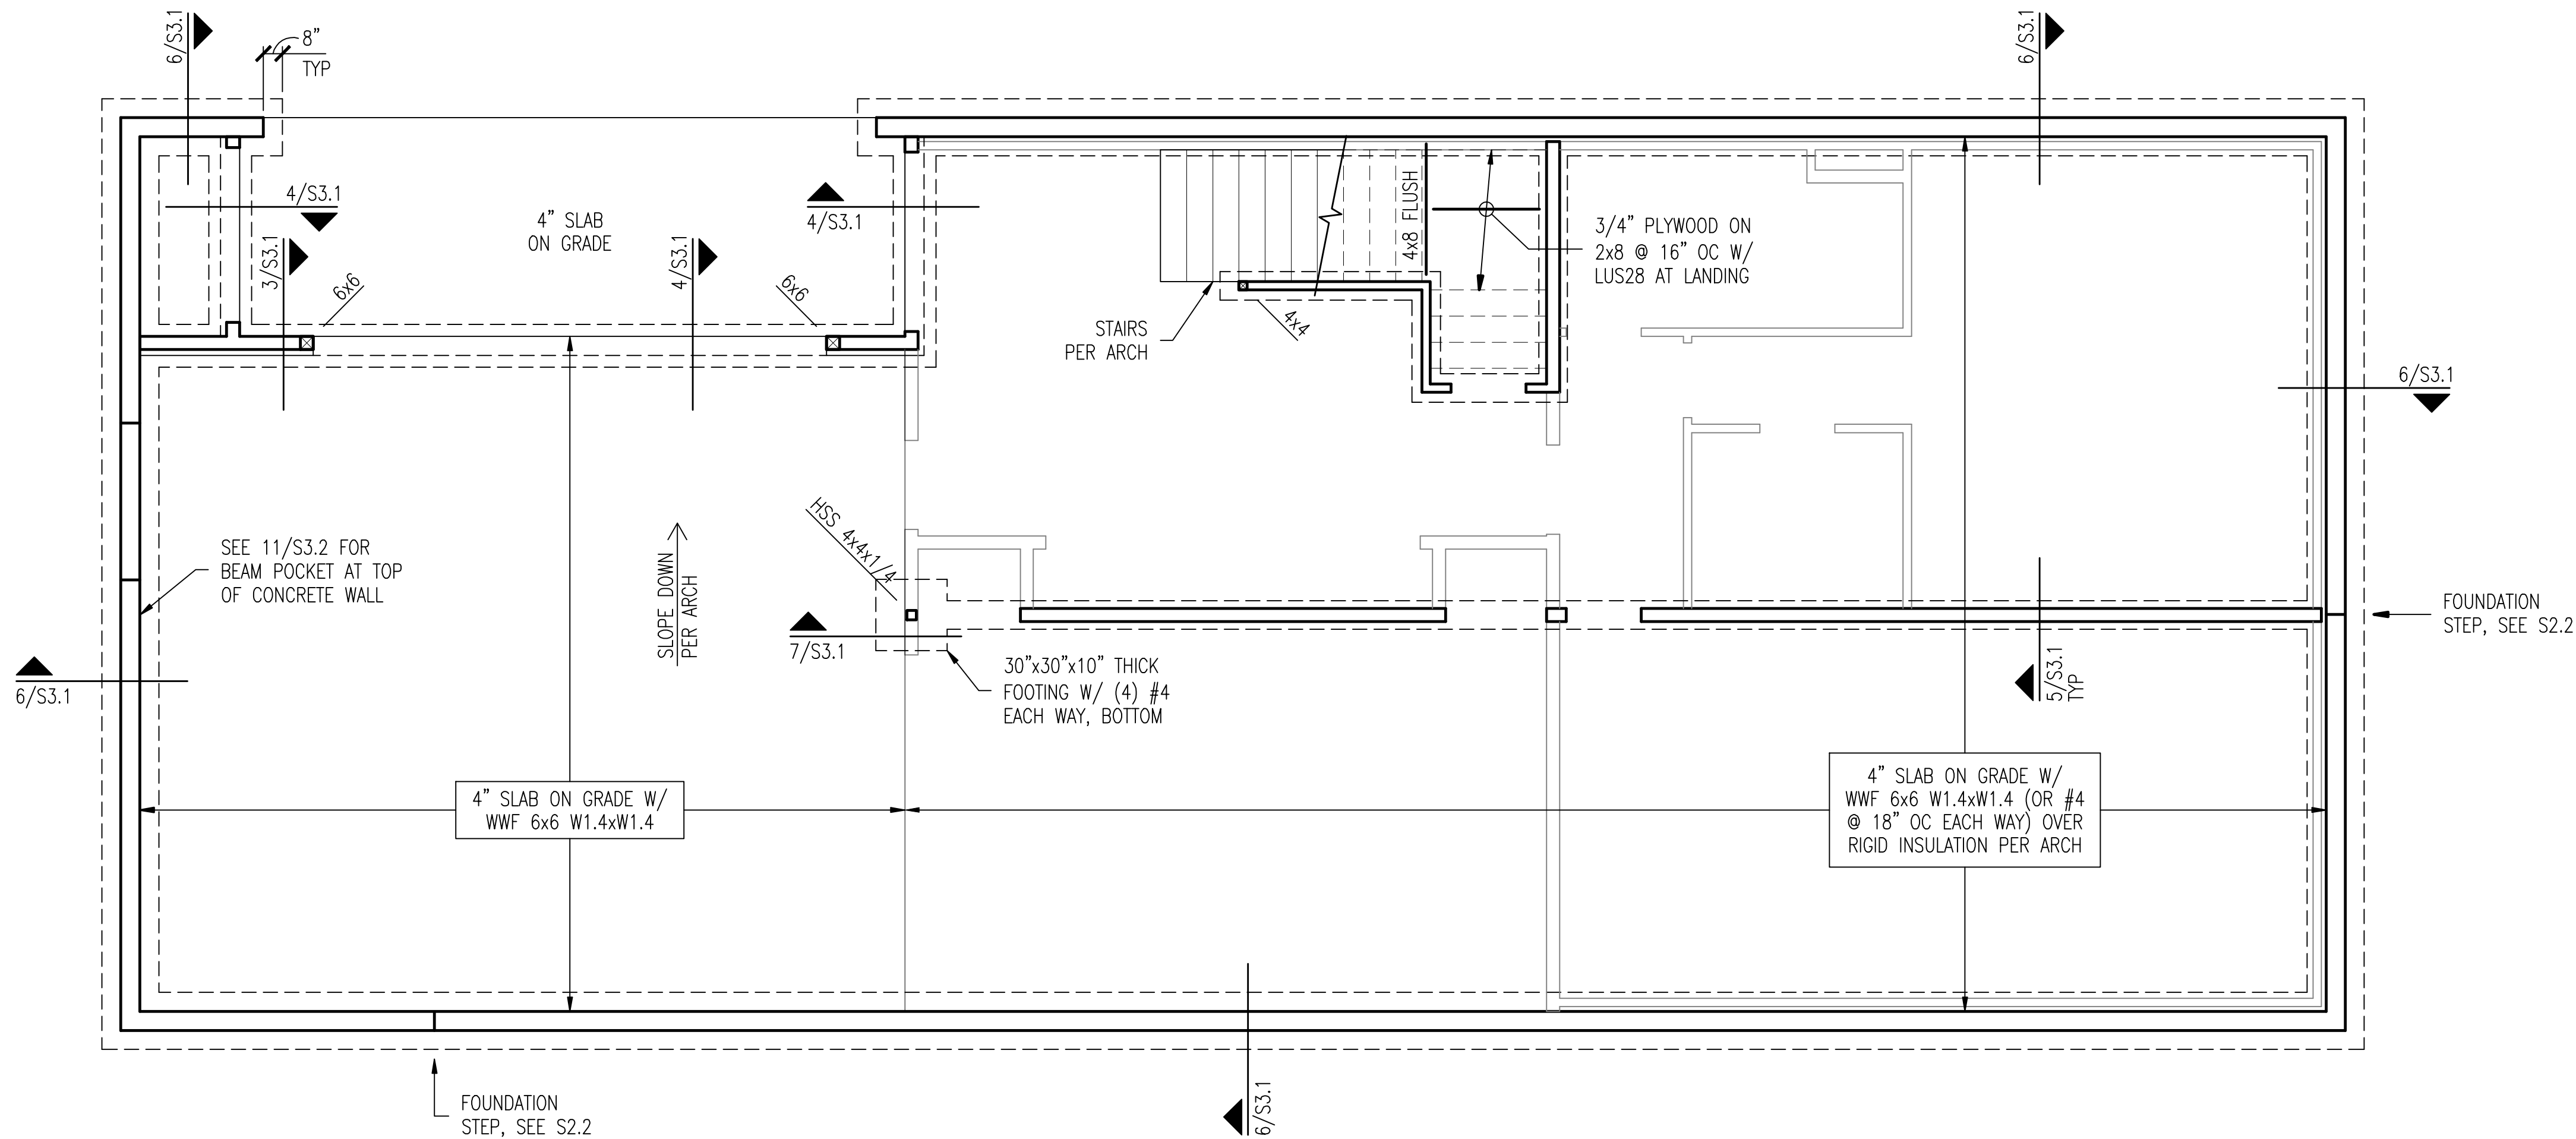 6/S3.1
8"
TYP
6/S3.1
4/S3.1
3/S3.1
6x6
4" SLAB
ON GRADE
4/S3.1
6x6
4/S3.1
4x8 FLUSH
3/4" PLYWOOD ON
2x8 @ 16" OC W/
LUS28 AT LANDING
STAIRS
PER ARCH
4x4
6/S3.1
SEE 11/S3.2 FOR
BEAM POCKET AT TOP
OF CONCRETE WALL
SLOPE DOWN
PER ARCH
HSS 4x4x1/4
7/S3.1
30"x30"x10" THICK
FOOTING W/ (4) #4
EACH WAY, BOTTOM
5/S3.1
TYP
FOUNDATION
STEP, SEE S2.2
6/S3.1
4" SLAB ON GRADE W/
WWF 6x6 W1.4xW1.4
4" SLAB ON GRADE W/
WWF 6x6 W1.4xW1.4 (OR #4
@ 18" OC EACH WAY) OVER
RIGID INSULATION PER ARCH
FOUNDATION
STEP, SEE S2.2
6/S3.1